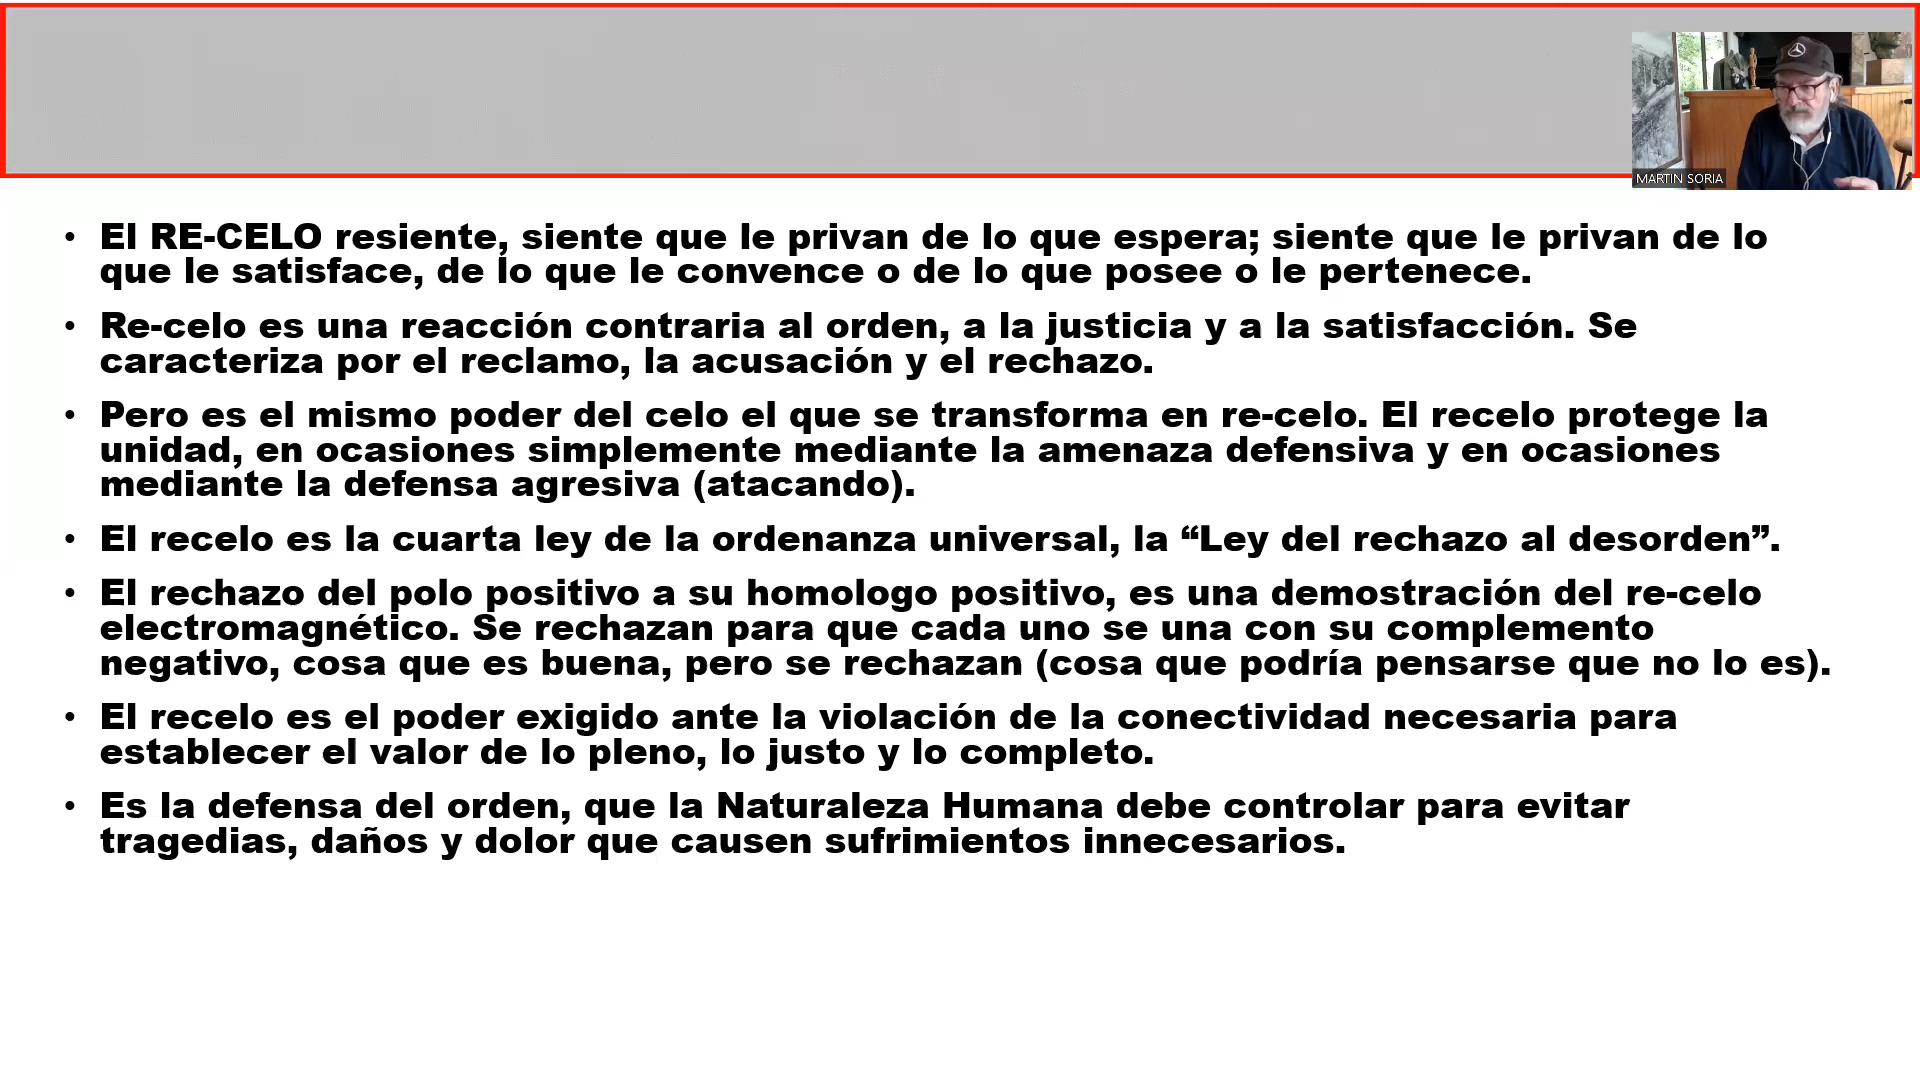 MARTIN SORIA
• El RE-CELO resiente, siente que le privan de lo que espera; siente que le privan de lo
que le satisface, de lo que le convence o de lo que posee o le pertenece.
• Re-celo es una reacción contraria al orden, a la justicia y a la satisfacción. Se
caracteriza por el reclamo, la acusación y el rechazo.
• Pero es el mismo poder del celo el que se transforma en re-celo. El recelo protege la
unidad, en ocasiones simplemente mediante la amenaza defensiva y en ocasiones
mediante la defensa agresiva (atacando).
• El recelo es la cuarta ley de la ordenanza universal, la “Ley del rechazo al desorden”.
• El rechazo del polo positivo a su homologo positivo, es una demostración del re-celo
electromagnético. Se rechazan para que cada uno se una con su complemento
negativo, cosa que es buena, pero se rechazan (cosa que podría pensarse que no lo es).
• El recelo es el poder exigido ante la violación de la conectividad necesaria para
establecer el valor de lo pleno, lo justo y lo completo.
• Es la defensa del orden, que la Naturaleza Humana debe controlar para evitar
tragedias, daños y dolor que causen sufrimientos innecesarios.